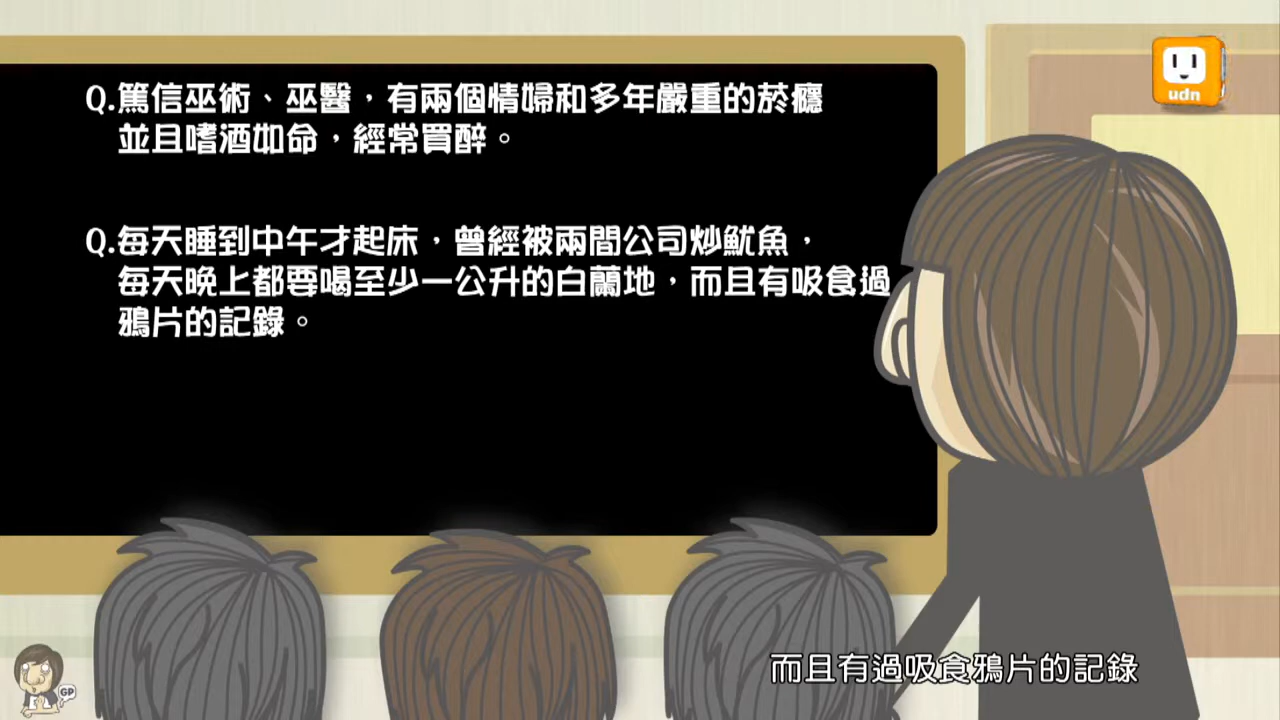 Q.篤信巫術、巫醫，有兩個情婦和多年嚴重的菸癮
並且嗜酒如命，經常買醉。
Q.每天睡到中午才起床，曾經被兩間公司炒魷魚，
每天晚上都要喝至少一公升的白蘭地，而且有吸食過
鴉片的記錄。
udn
GP
而且有過吸食鴉片的記錄